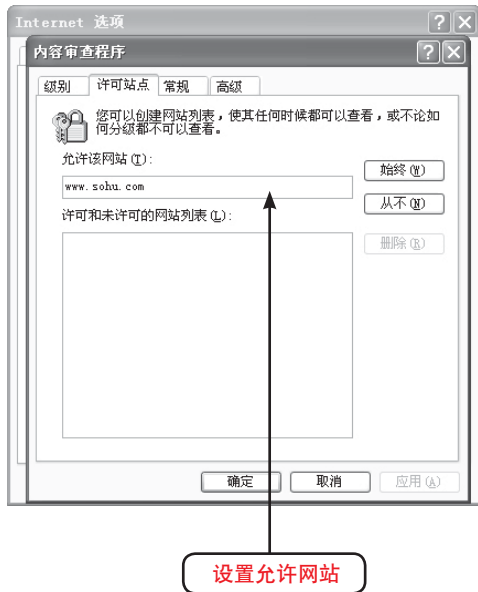 Internet 选项
内容审查程序
级别 许可站点 常规 高级
您可以创建网站列表，使其任何时候都可以查看，或不论如
何分级都不可以查看。
允许该网站(T):
www.sohu.com
始终(W)
从不(N)
许可和未许可的网站列表(L):
删除(R)
确定 取消 应用(A)
设置允许网站